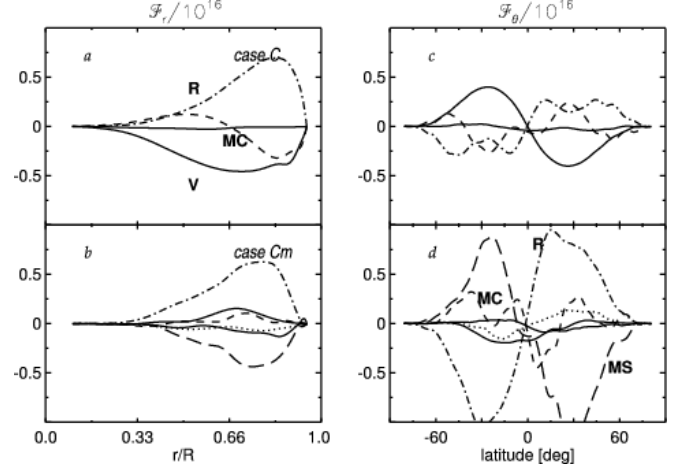 ℱr/10^16
ℱθ/10^16
a
case C
R
MC
V
0.5
0
-0.5
c
0.5
0
-0.5
b
case Cm
0.5
0
-0.5
d
R
MC
MS
0.5
0
-0.5
0.0 0.33 0.66 1.0
r/R
-60 0 60
latitude [deg]